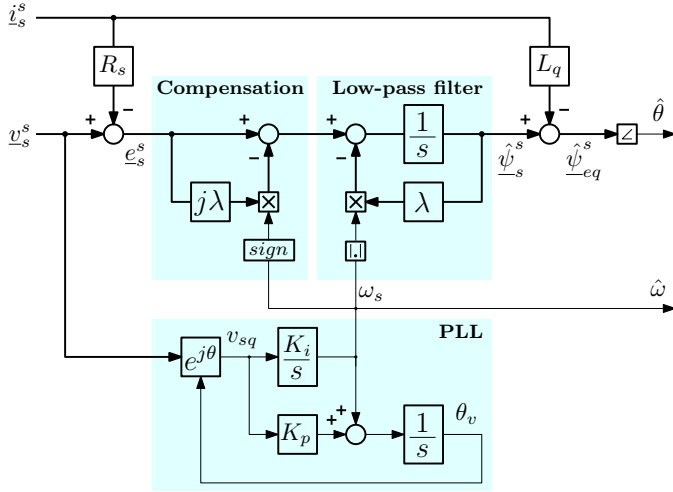 i_s^s
R_s
L_q
Compensation
Low-pass filter
+ − + + 1/s + − θ̂
v_s^s
e_s^s − − ψ̂_s^s ψ̂_eq^s ∠
jλ × × λ
sign |.|
ω_s ω̂
PLL
v_sq K_i/s
e^{jθ}
+ + θ_v
K_p 1/s